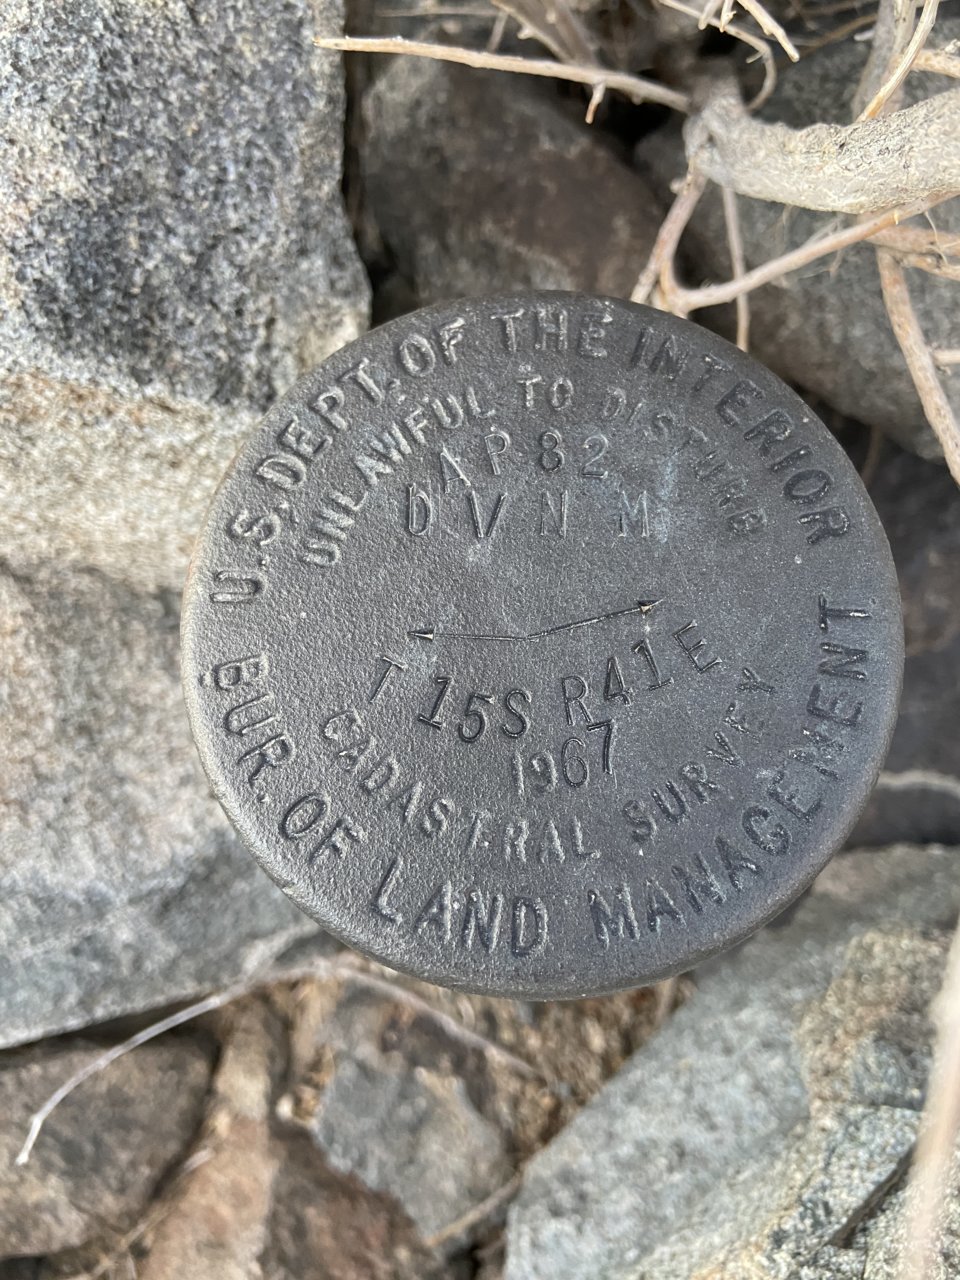 U.S. DEPT. OF THE INTERIOR
UNLAWFUL TO DISTURB
AP 82
DVNM
T 15S R41E
1967
CADASTRAL SURVEY
BUR. OF LAND MANAGEMENT